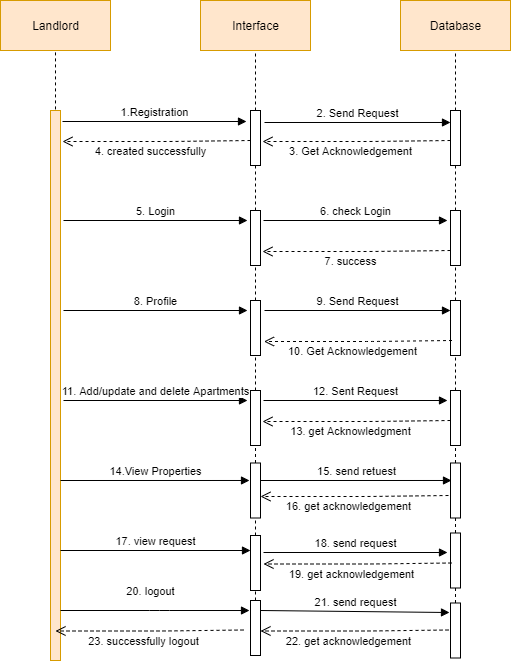 Landlord
Interface
Database
1.Registration
2. Send Request
4. created successfully
3. Get Acknowledgement
5. Login
6. check Login
7. success
8. Profile
9. Send Request
10. Get Acknowledgement
11. Add/update and delete Apartments
12. Sent Request
13. get Acknowledgment
14.View Properties
15. send retuest
16. get acknowledgement
17. view request
18. send request
19. get acknowledgement
20. logout
21. send request
23. successfully logout
22. get acknowledgement